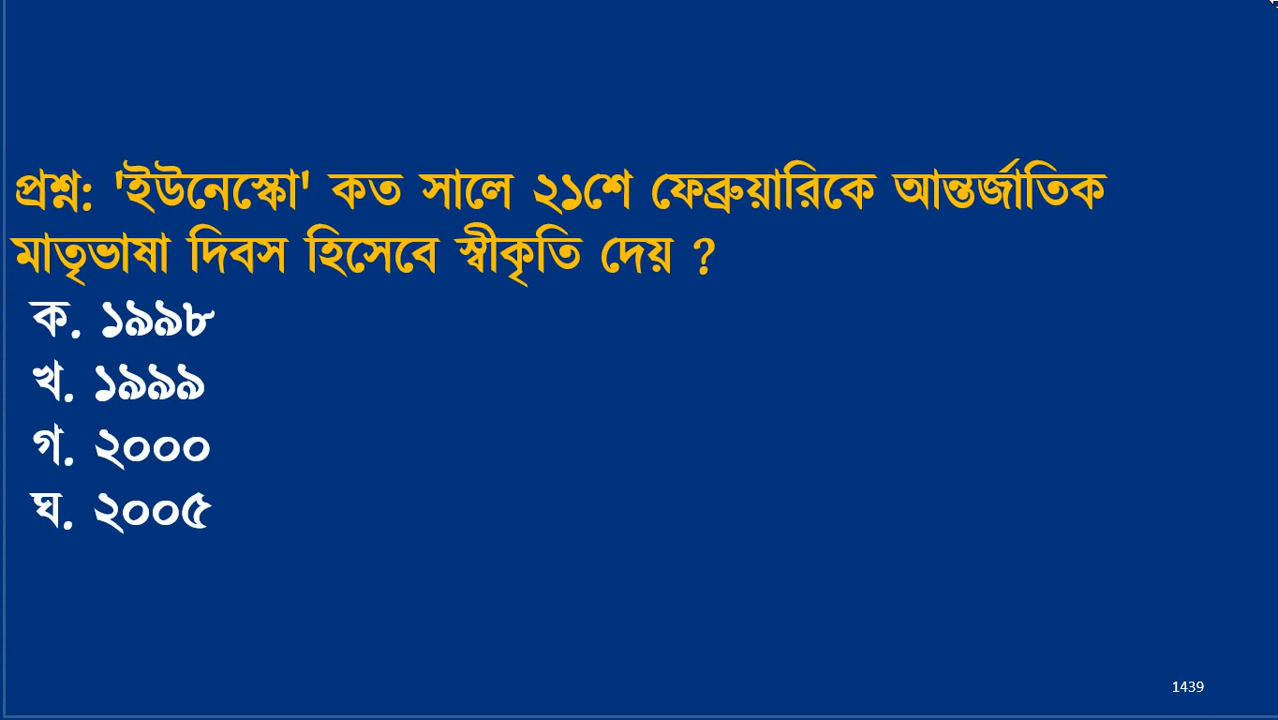 প্রশ্ন: 'ইউনেস্কো' কত সালে ২১শে ফেব্রুয়ারিকে আন্তর্জাতিক
মাতৃভাষা দিবস হিসেবে স্বীকৃতি দেয় ?
ক. ১৯৯৮
খ. ১৯৯৯
গ. ২০০০
ঘ. ২০০৫
1439